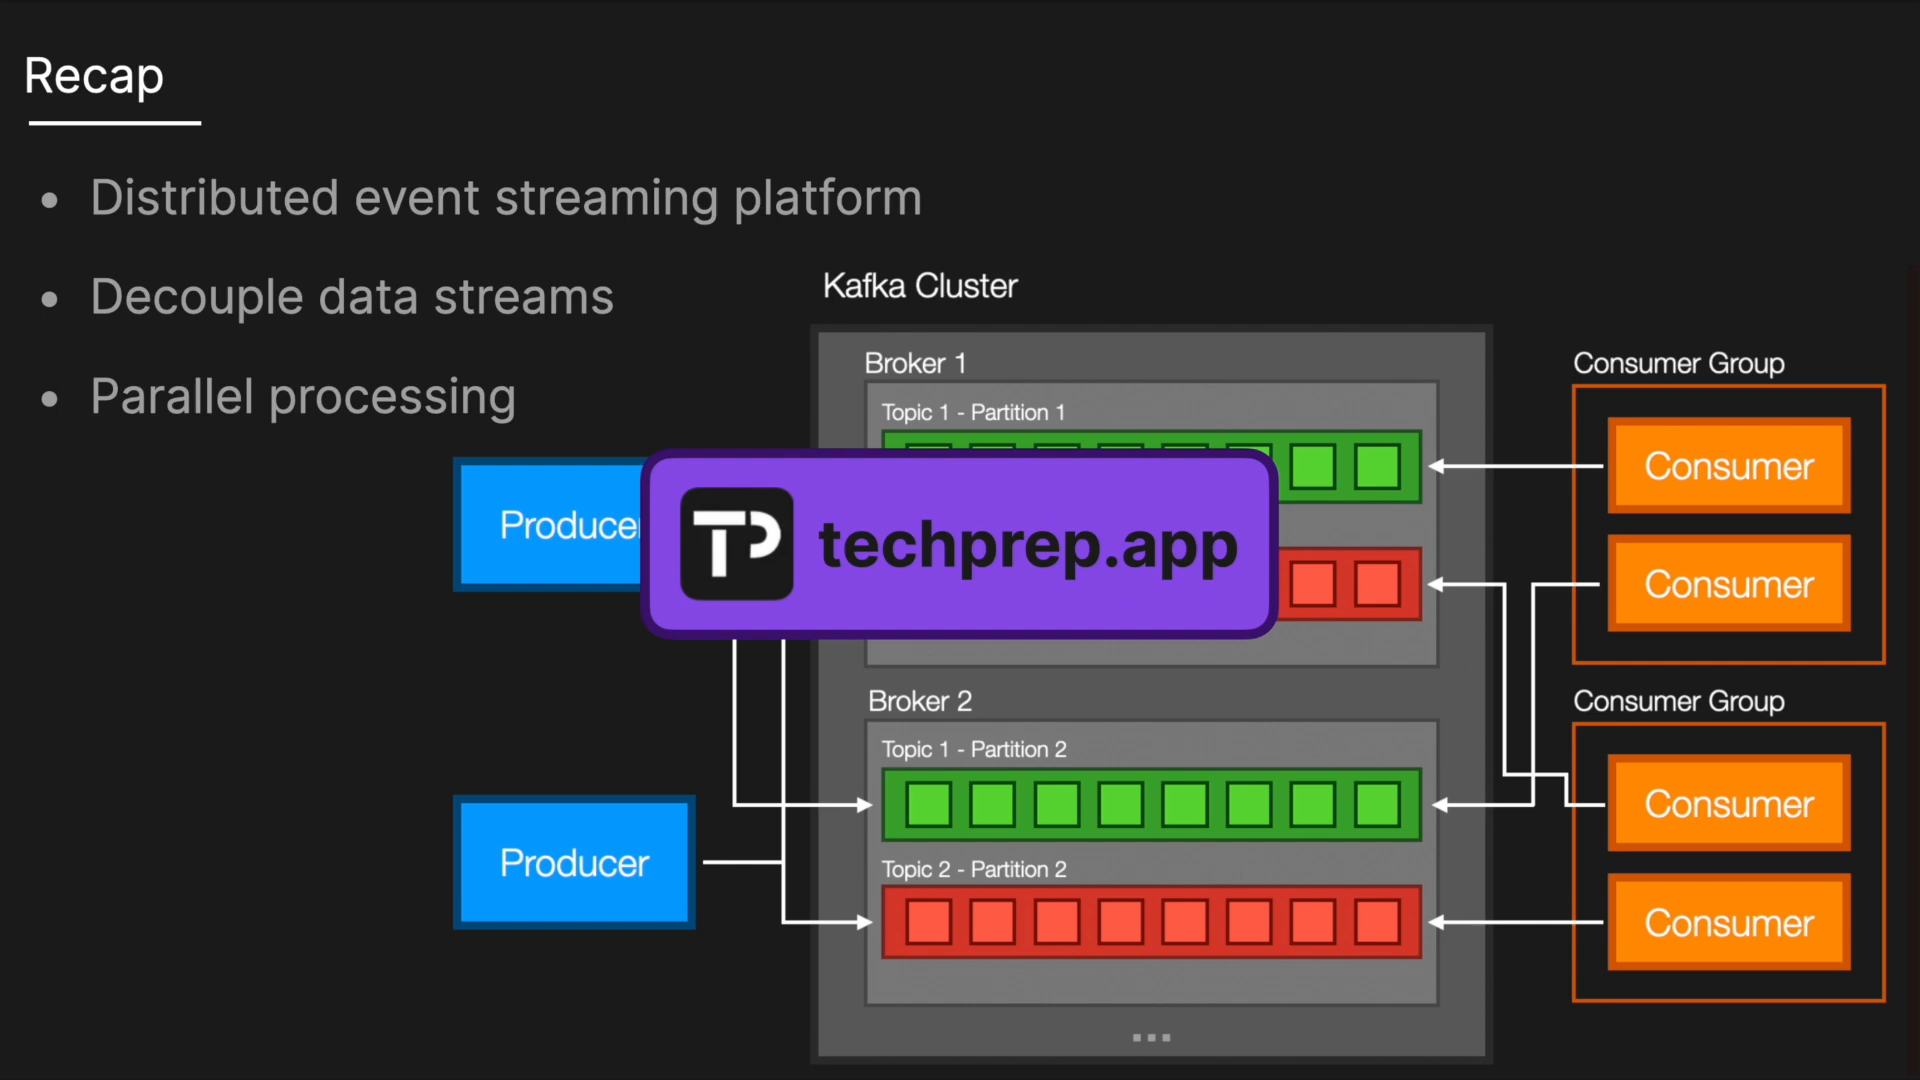 Recap
• Distributed event streaming platform
• Decouple data streams
• Parallel processing
Kafka Cluster
Broker 1
Topic 1 - Partition 1
Consumer Group
Consumer
Consumer
Producer
TP techprep.app
Broker 2
Topic 1 - Partition 2
Topic 2 - Partition 2
Consumer Group
Consumer
Consumer
Producer
...